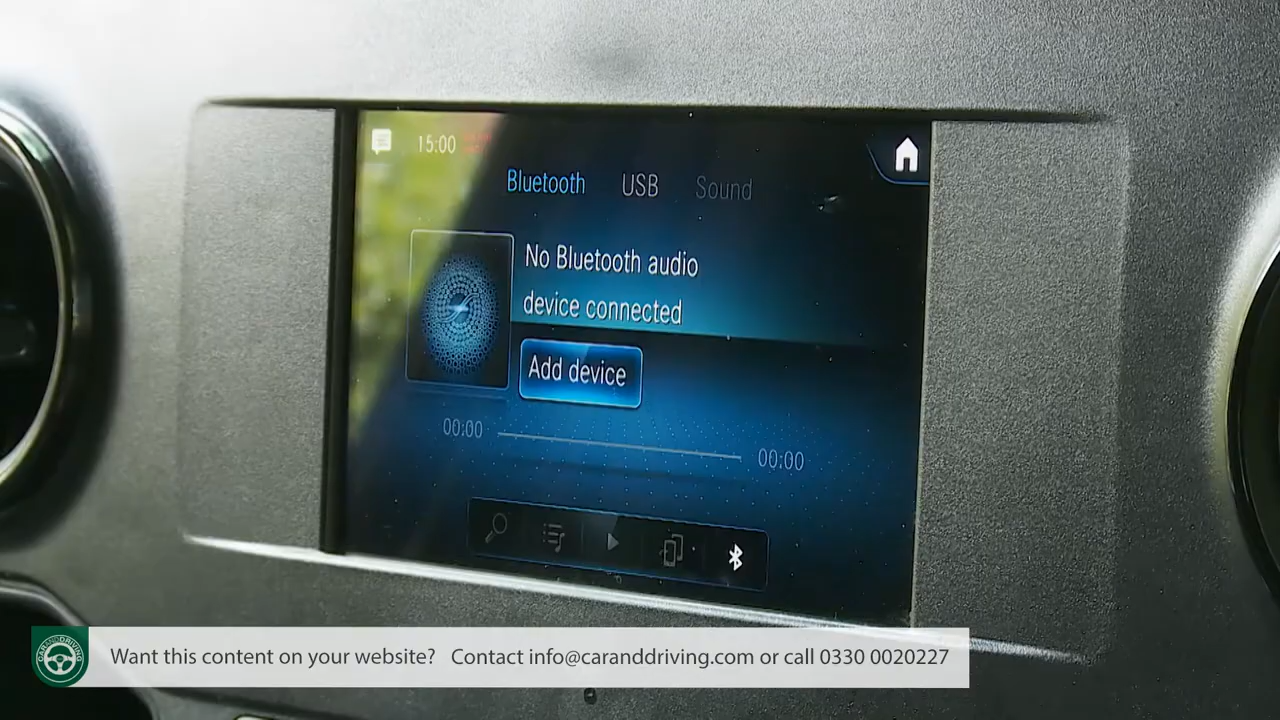 15:00
Bluetooth USB Sound
No Bluetooth audio
device connected
Add device
00:00
00:00
CARANDDRIVING
Want this content on your website? Contact info@caranddriving.com or call 0330 0020227